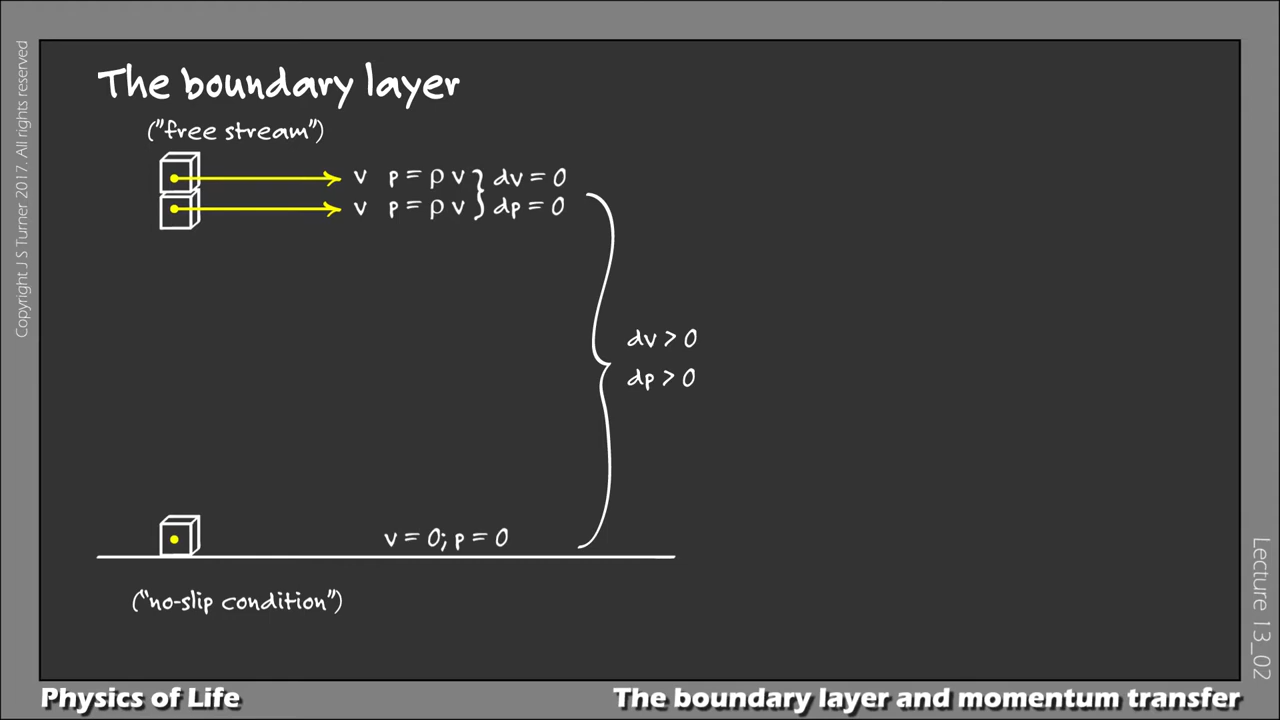 The boundary layer
("free stream")
v p = ρ v } dv = 0
v p = ρ v } dp = 0
dv > 0
dp > 0
v = 0; p = 0
("no-slip condition")
Physics of Life
The boundary layer and momentum transfer
Copyright J S Turner 2017. All rights reserved
Lecture 13_02